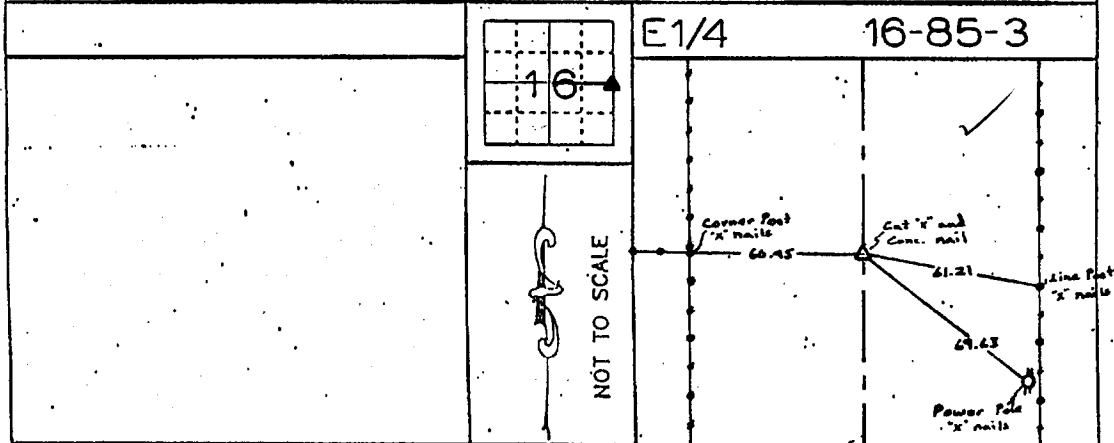 16
NOT TO SCALE
E1/4 16-85-3
Corner Post
"x" nails
Cut "x" and
Conc. nail
60.45
61.21
Line Post
"x" nails
69.63
Power Pole
"x" nails